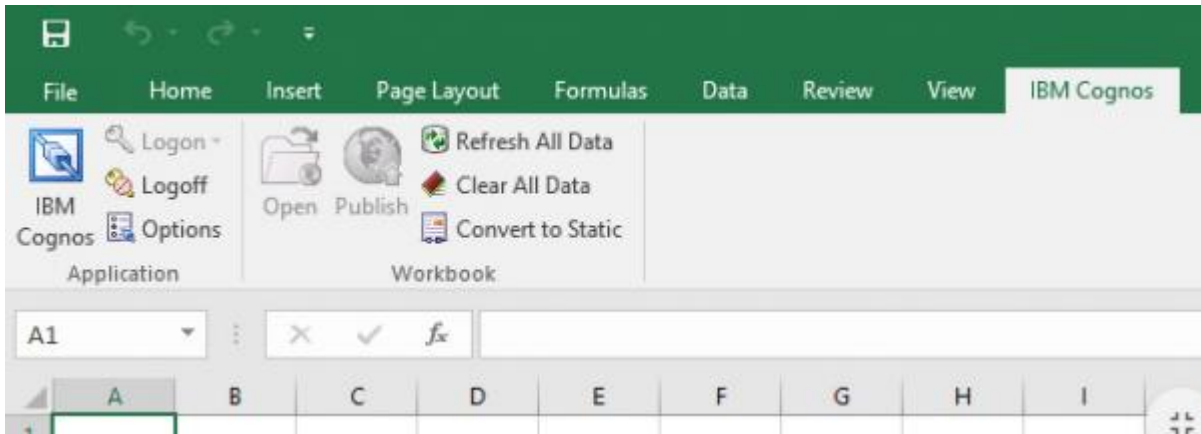 File Home Insert Page Layout Formulas Data Review View IBM Cognos
IBM Cognos
Logon
Logoff
Options
Application
Open
Publish
Refresh All Data
Clear All Data
Convert to Static
Workbook
A1
fx
A B C D E F G H I